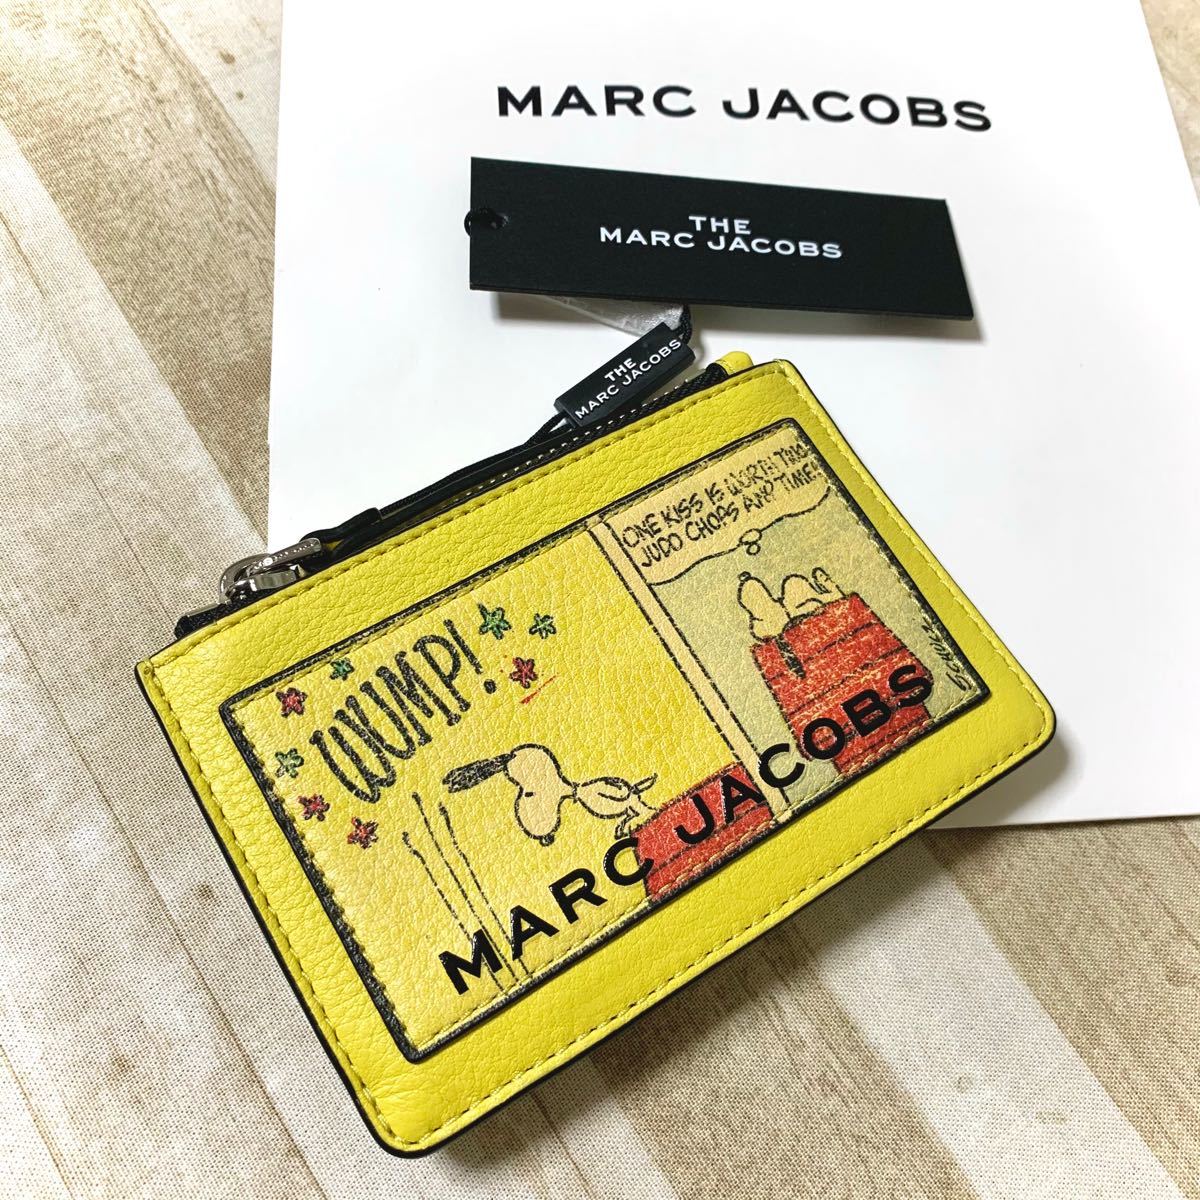 MARC JACOBS
THE
MARC JACOBS
THE
MARC JACOBS
ONE KISS IS WORTH TWO
JUDO CHOPS ANY TIME!
WUMP!
SCHULZ
MARC JACOBS